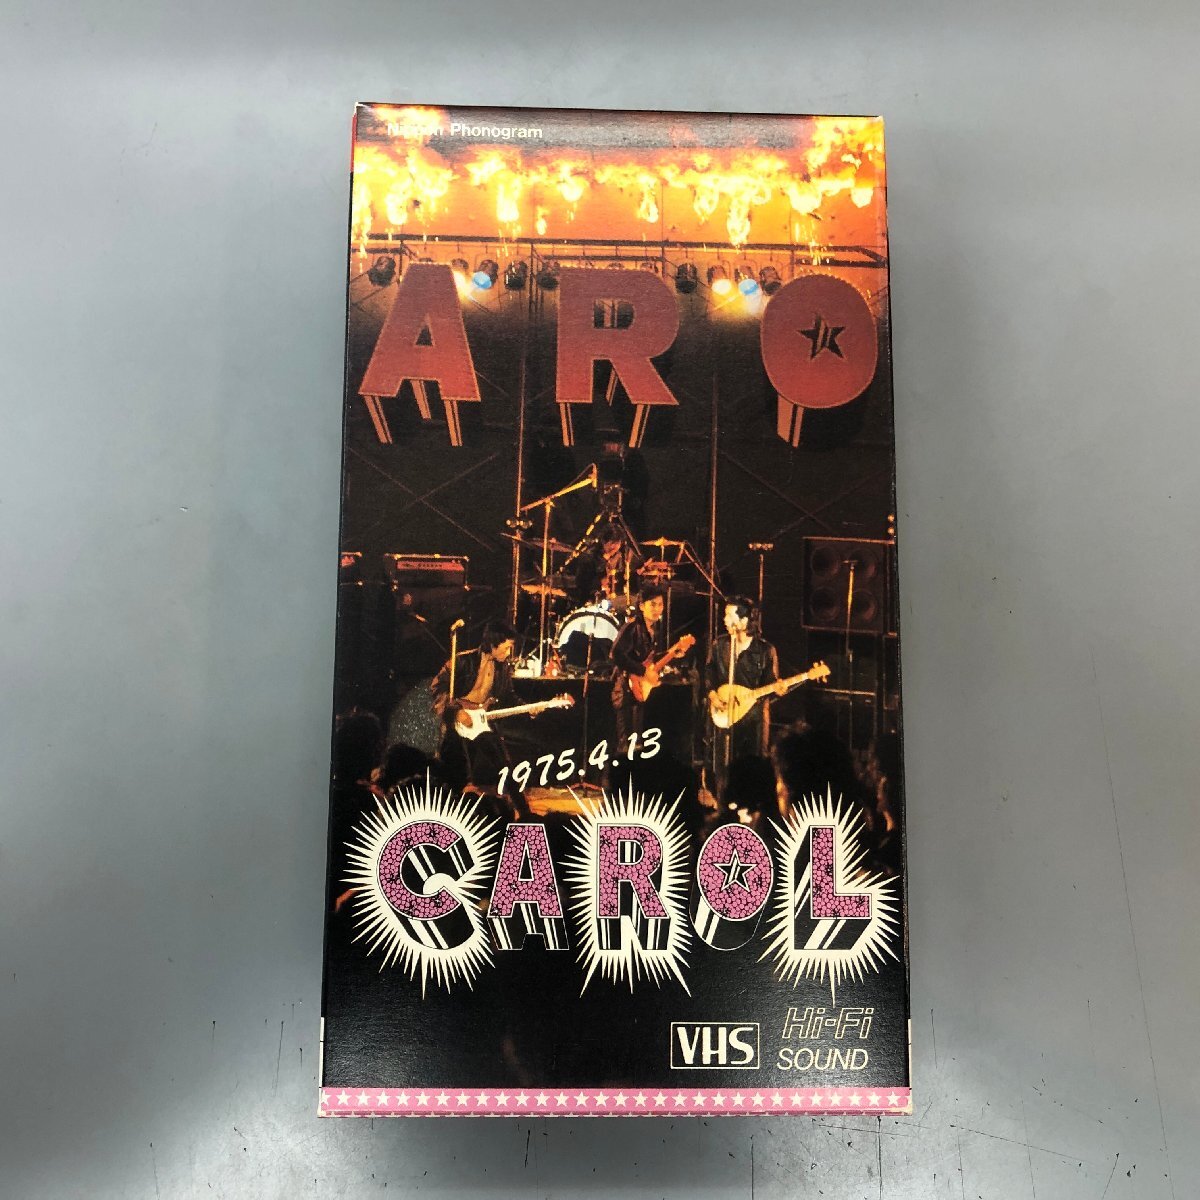 Nippon Phonogram
ARO
1975.4.13
CAROL
VHS
Hi-Fi
SOUND